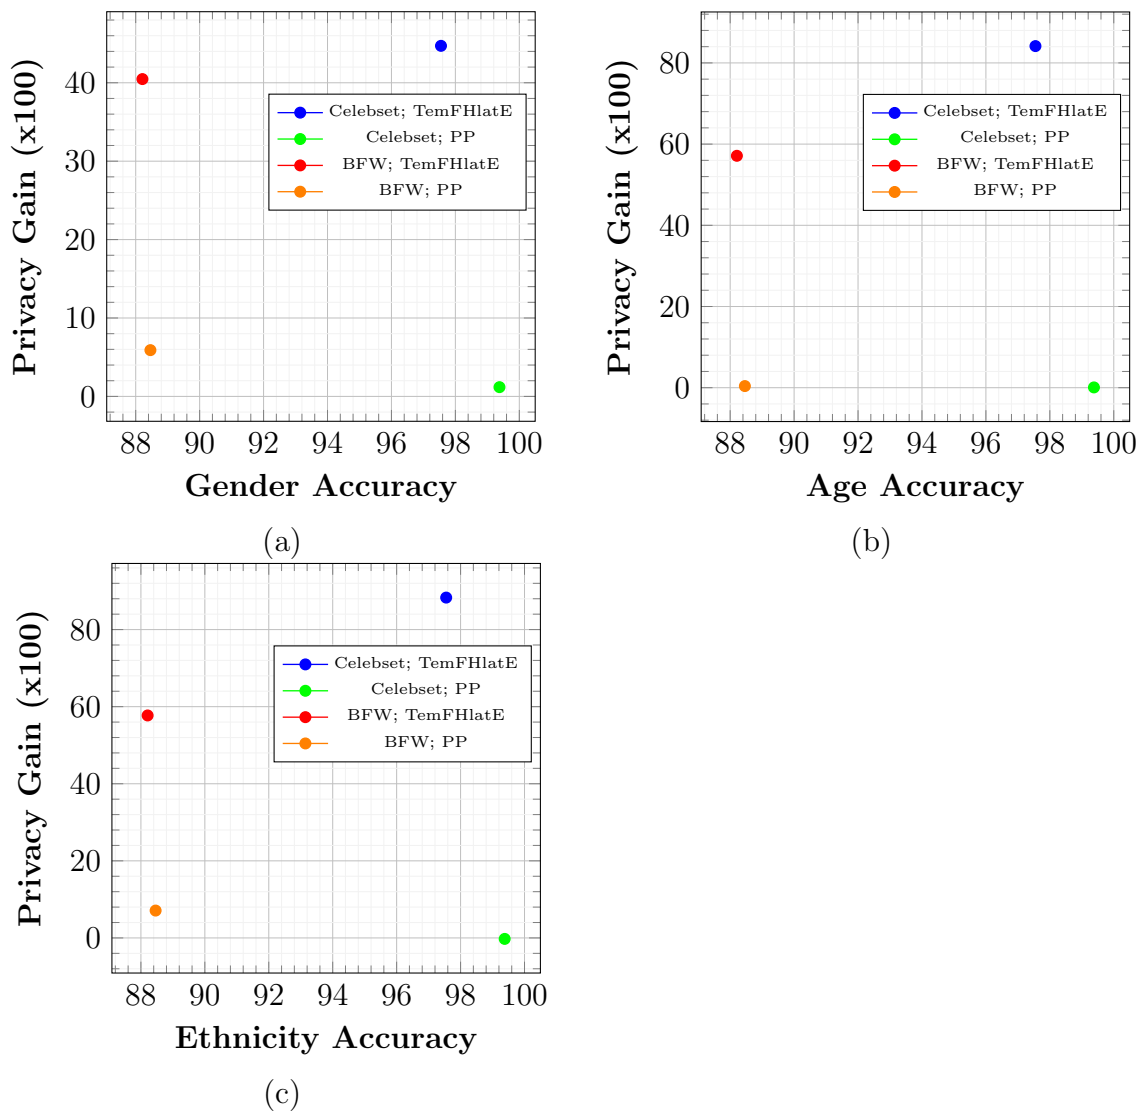 40
30
20
10
0
Privacy Gain (x100)
Celebset; TemFHlatE
Celebset; PP
BFW; TemFHlatE
BFW; PP
88 90 92 94 96 98 100
Gender Accuracy
(a)
80
60
40
20
0
Privacy Gain (x100)
Celebset; TemFHlatE
Celebset; PP
BFW; TemFHlatE
BFW; PP
88 90 92 94 96 98 100
Age Accuracy
(b)
80
60
40
20
0
Privacy Gain (x100)
Celebset; TemFHlatE
Celebset; PP
BFW; TemFHlatE
BFW; PP
88 90 92 94 96 98 100
Ethnicity Accuracy
(c)